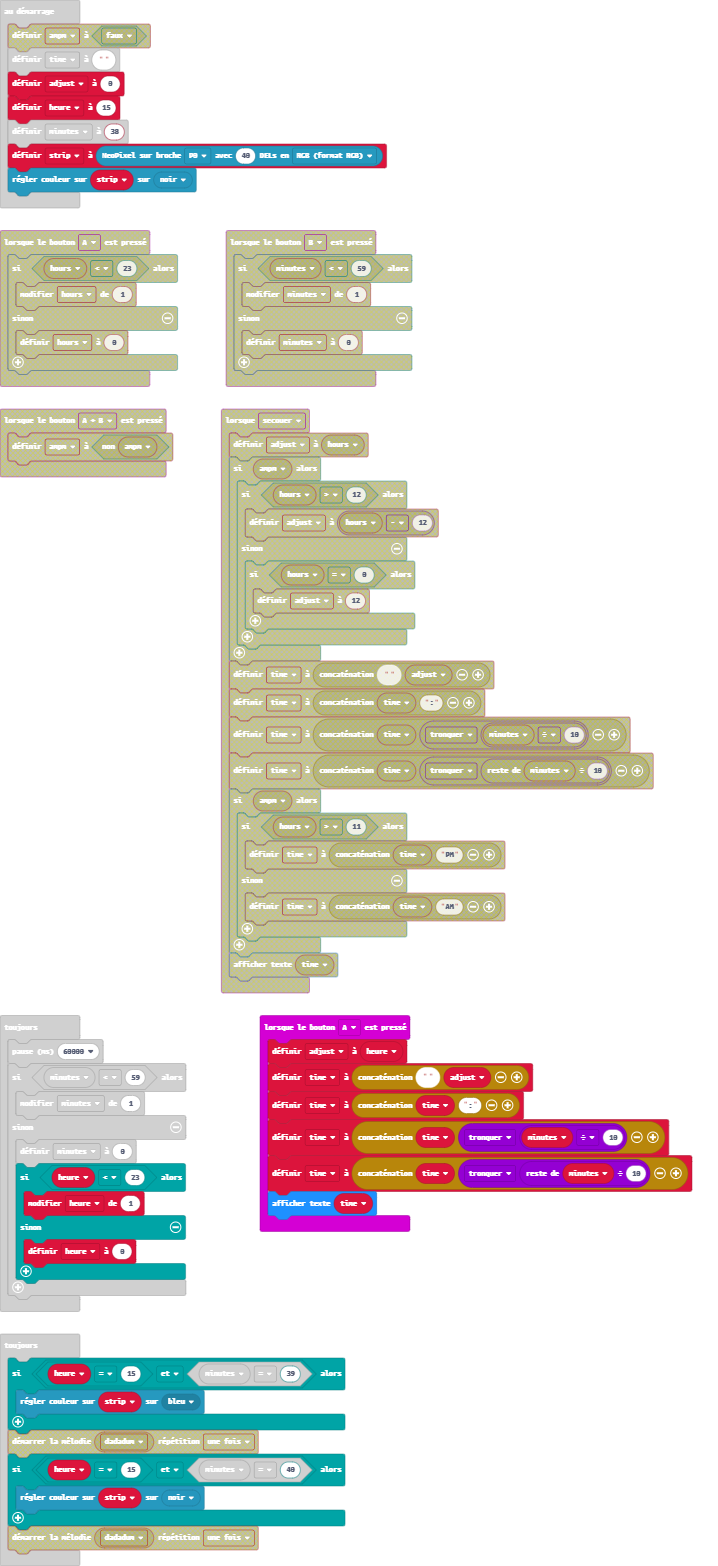 au démarrage
définir ampm à faux
définir time à " "
définir adjust à 0
définir heure à 15
définir minutes à 38
définir strip à NeoPixel sur broche P0 avec 40 DELs en RGB (format RGB)
régler couleur sur strip sur noir
lorsque le bouton A est pressé
si hours < 23 alors
modifier hours de 1
sinon
définir hours à 0
lorsque le bouton B est pressé
si minutes < 59 alors
modifier minutes de 1
sinon
définir minutes à 0
lorsque le bouton A + B est pressé
définir ampm à non ampm
lorsque secouer
définir adjust à hours
si ampm alors
si hours > 12 alors
définir adjust à hours - 12
sinon
si hours = 0 alors
définir adjust à 12
définir time à concaténation " " adjust
définir time à concaténation time ":"
définir time à concaténation time tronquer minutes ÷ 10
définir time à concaténation time tronquer reste de minutes ÷ 10
si ampm alors
si hours > 11 alors
définir time à concaténation time "PM"
sinon
définir time à concaténation time "AM"
afficher texte time
toujours
pause (ms) 60000
si minutes < 59 alors
modifier minutes de 1
sinon
définir minutes à 0
si heure < 23 alors
modifier heure de 1
sinon
définir heure à 0
lorsque le bouton A est pressé
définir adjust à heure
définir time à concaténation " " adjust
définir time à concaténation time ":"
définir time à concaténation time tronquer minutes ÷ 10
définir time à concaténation time tronquer reste de minutes ÷ 10
afficher texte time
toujours
si heure = 15 et minutes = 39 alors
régler couleur sur strip sur bleu
démarrer la mélodie dadadum répétition une fois
si heure = 15 et minutes = 40 alors
régler couleur sur strip sur noir
démarrer la mélodie dadadum répétition une fois